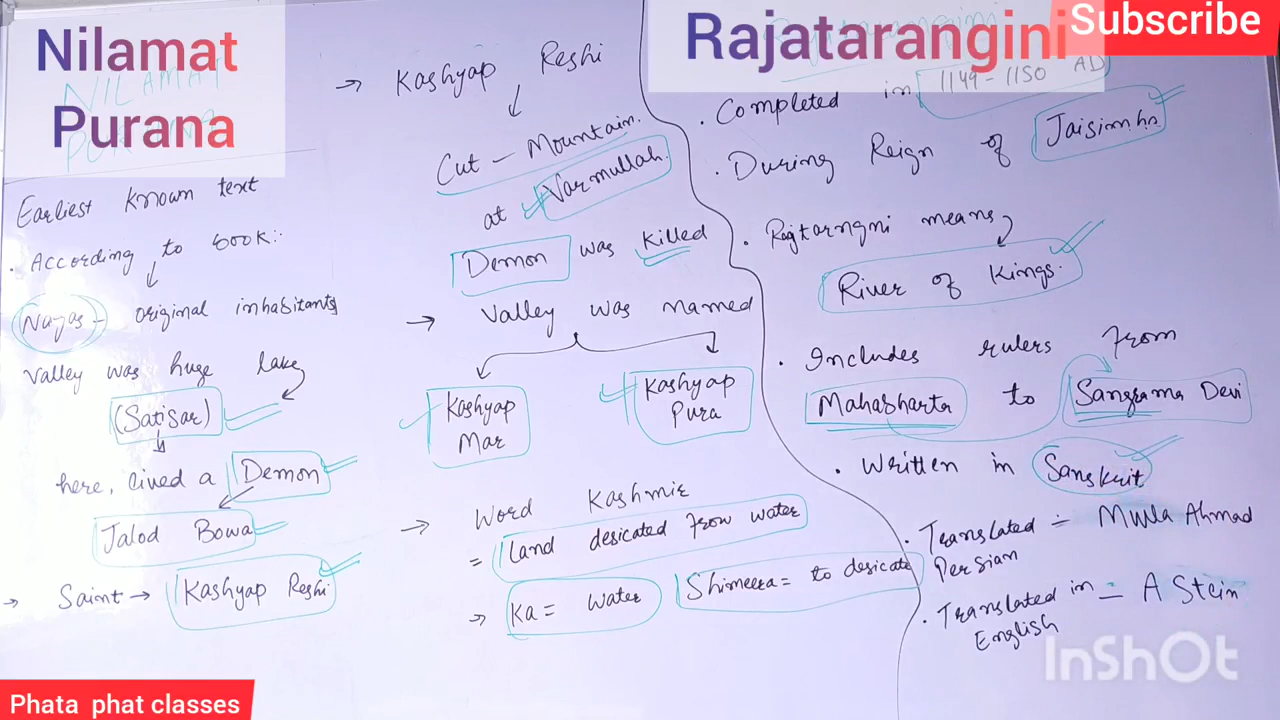 Nilamat
Purana
Earliest known text
. According to book:-
Nagas - original inhabitants
Valley was huge lake
(Satisar)
here, lived a Demon
Jalod Bowa
→ Saint → Kashyap Reshi
→ Kashyap Reshi
Cut - Mountain.
at Varmullah.
Demon was killed
→ Valley was named
Kashyap
Mar
Kashyap
Pura
→ Word Kashmir
= Land desicated from water
→ Ka = water Shimeera = to desicate
Rajatarangini
Subscribe
. Completed in 1149-1150 AD
. During Reign of Jaisimha
. Rajtarngni means
River of Kings.
. Includes rulers from
Mahabharta to Sangrama Devi
. Written in Sanskrit
. Translated = Mulla Ahmad
Persian
. Translated in = A Stein
English
InShOt
Phata phat classes